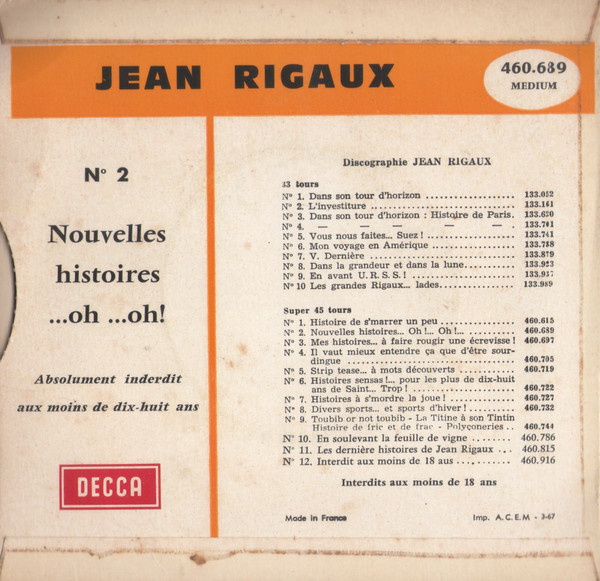 JEAN RIGAUX
460.689
MEDIUM
N° 2
Nouvelles
histoires
...oh ...oh!
Absolument interdit
aux moins de dix-huit ans
DECCA
Discographie JEAN RIGAUX
33 tours
N° 1. Dans son tour d'horizon .................. 133.052
N° 2. L'investiture .................. 133.161
N° 3. Dans son tour d'horizon : Histoire de Paris. 133.630
N° 4. — — — — — . 133.701
N° 5. Vous nous faites... Suez ! .................. 133.741
N° 6. Mon voyage en Amérique .................. 133.788
N° 7. V. Dernière .................. 133.879
N° 8. Dans la grandeur et dans la lune.......... 133.923
N° 9. En avant U.R.S.S. ! ..................
N° 10 Les grandes Rigaux... lades.............. 133.989
Super 45 tours
N° 1. Histoire de s'marrer un peu .............. 460.615
N° 2. Nouvelles histoires... Oh !... Oh !... ...... 460.689
N° 3. Mes histoires... à faire rougir une écrevisse ! 460.697
N° 4. Il vaut mieux entendre ça que d'être sour-
dingue .................. 460.705
N° 5. Strip tease... à mots découverts .......... 460.719
N° 6. Histoires sensas !... pour les plus de dix-huit
ans de Saint... Trop ! .................. 460.722
N° 7. Histoires à s'mordre la joue ! ............ 460.727
N° 8. Divers sports... et sports d'hiver ! ........ 460.732
N° 9. Toubib or not toubib - La Titine à son Tintin
Histoire de fric et de frac - Polyçoneries .. 460.744
N° 10. En soulevant la feuille de vigne .......... 460.786
N° 11. Les dernière histoires de Jean Rigaux ... 460.815
N° 12. Interdit aux moins de 18 ans ............ 460.916
Interdits aux moins de 18 ans
Made in France
Imp. A.C.E.M - 3-67